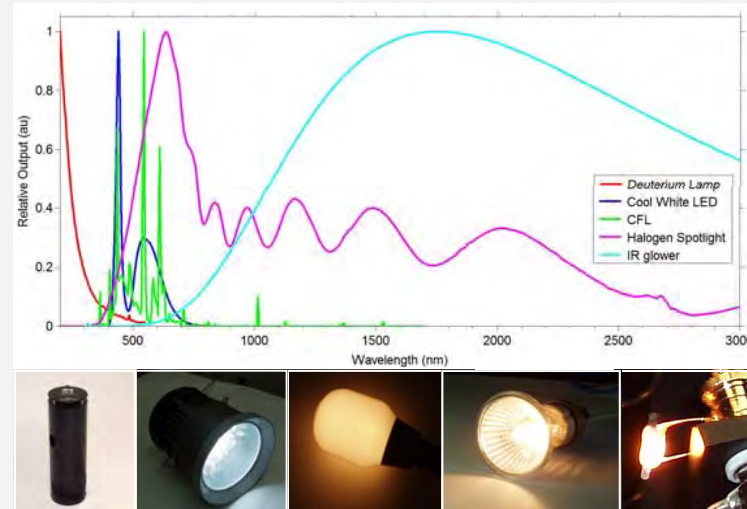 1
0.8
0.6
0.4
0.2
0
Relative Output (au)
500
1000
1500
2000
2500
3000
Wavelength (nm)
Deuterium Lamp
Cool White LED
CFL
Halogen Spotlight
IR glower